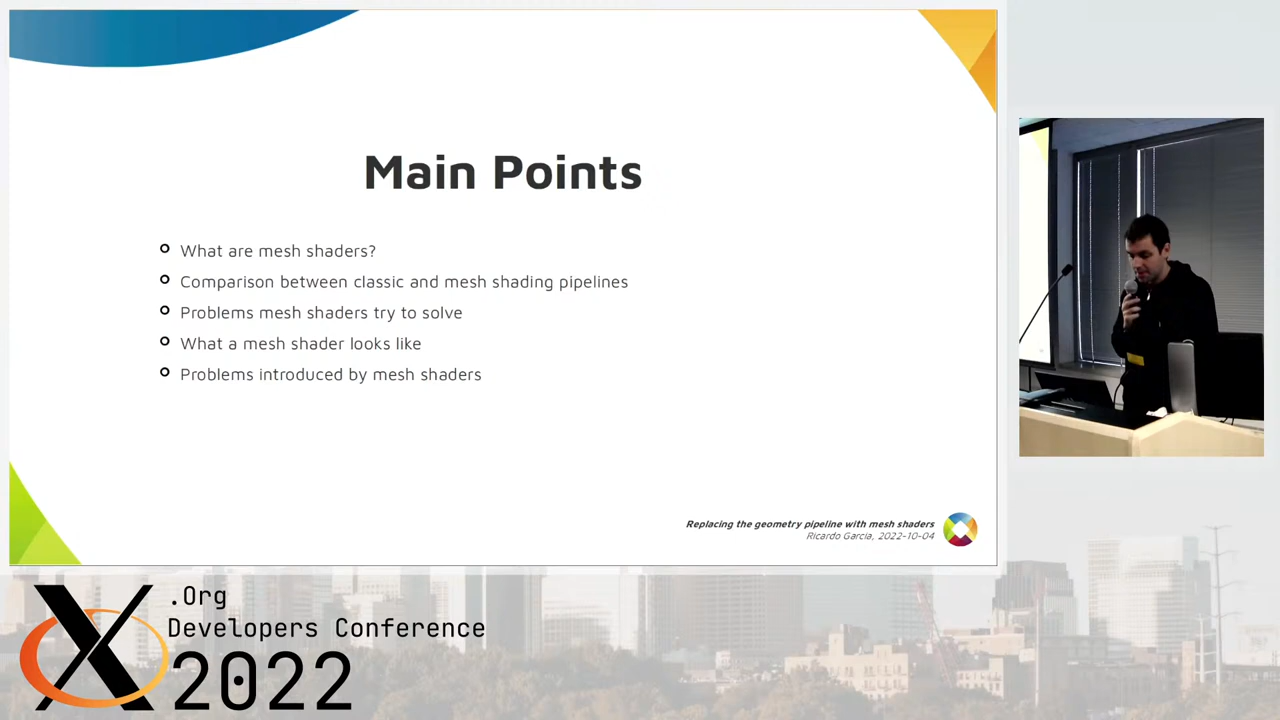 Main Points
What are mesh shaders?
Comparison between classic and mesh shading pipelines
Problems mesh shaders try to solve
What a mesh shader looks like
Problems introduced by mesh shaders
Replacing the geometry pipeline with mesh shaders
Ricardo Garcia, 2022-10-04
X.Org
Developers Conference
2022